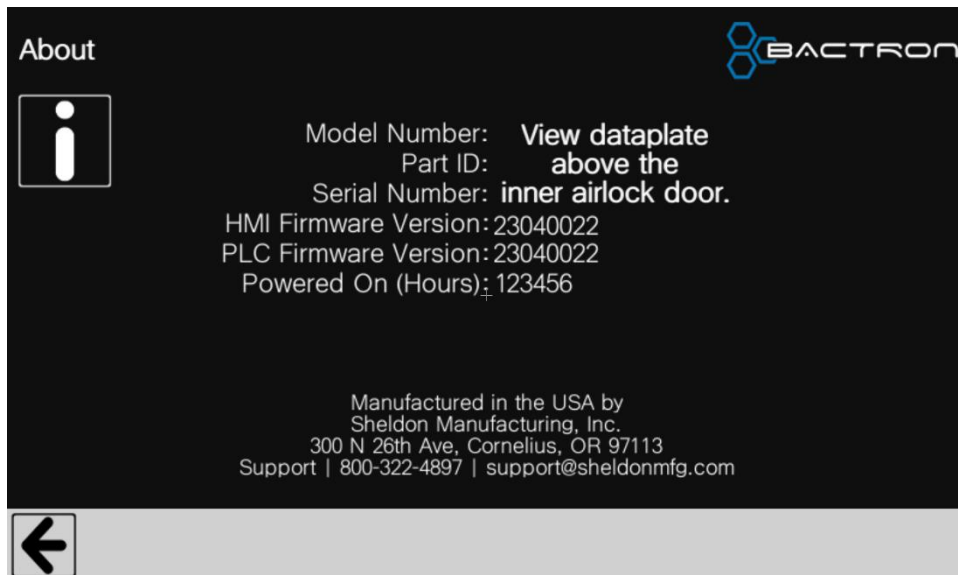 About
BACTRON
Model Number: View dataplate
Part ID: above the
Serial Number: inner airlock door.
HMI Firmware Version: 23040022
PLC Firmware Version: 23040022
Powered On (Hours): 123456
Manufactured in the USA by
Sheldon Manufacturing, Inc.
300 N 26th Ave, Cornelius, OR 97113
Support | 800-322-4897 | support@sheldonmfg.com